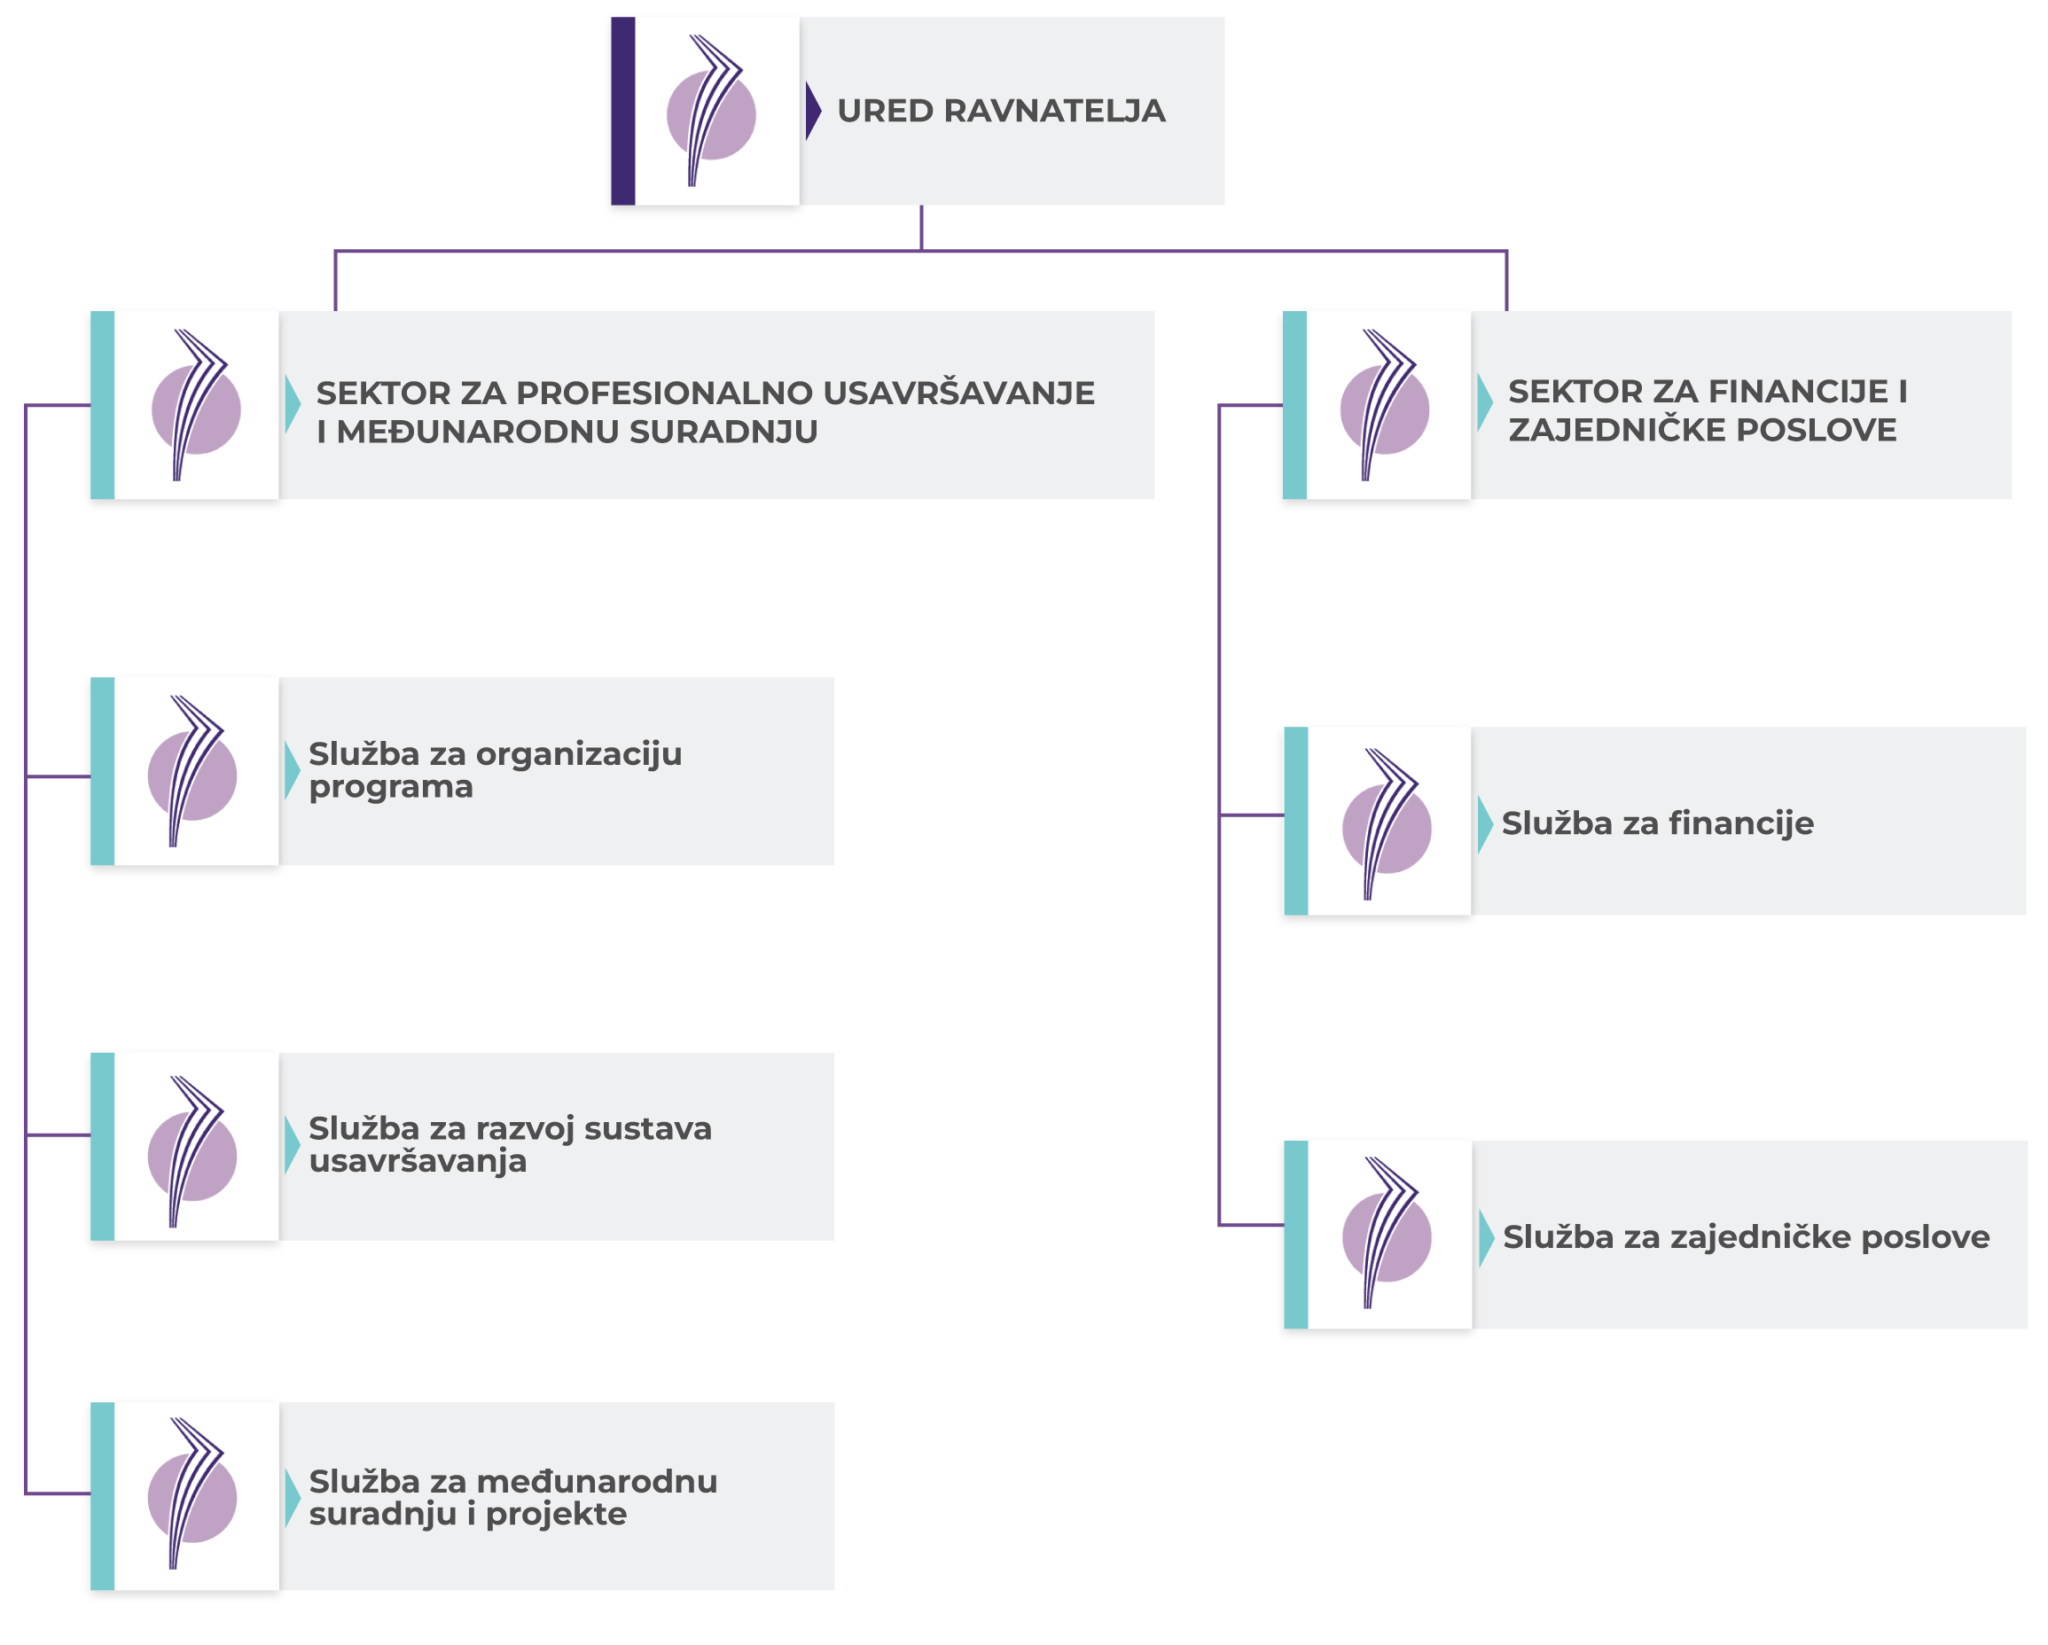 URED RAVNATELJA
SEKTOR ZA PROFESIONALNO USAVRŠAVANJE
I MEĐUNARODNU SURADNJU
Služba za organizaciju
programa
Služba za razvoj sustava
usavršavanja
Služba za međunarodnu
suradnju i projekte
SEKTOR ZA FINANCIJE I
ZAJEDNIČKE POSLOVE
Služba za financije
Služba za zajedničke poslove